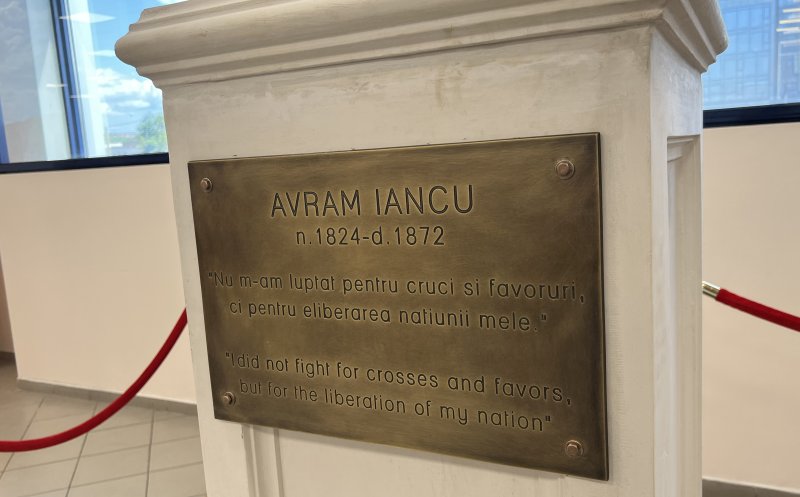 AVRAM IANCU
n.1824-d.1872
"Nu m-am luptat pentru cruci si favoruri,
ci pentru eliberarea natiunii mele."
"I did not fight for crosses and favors,
but for the liberation of my nation"